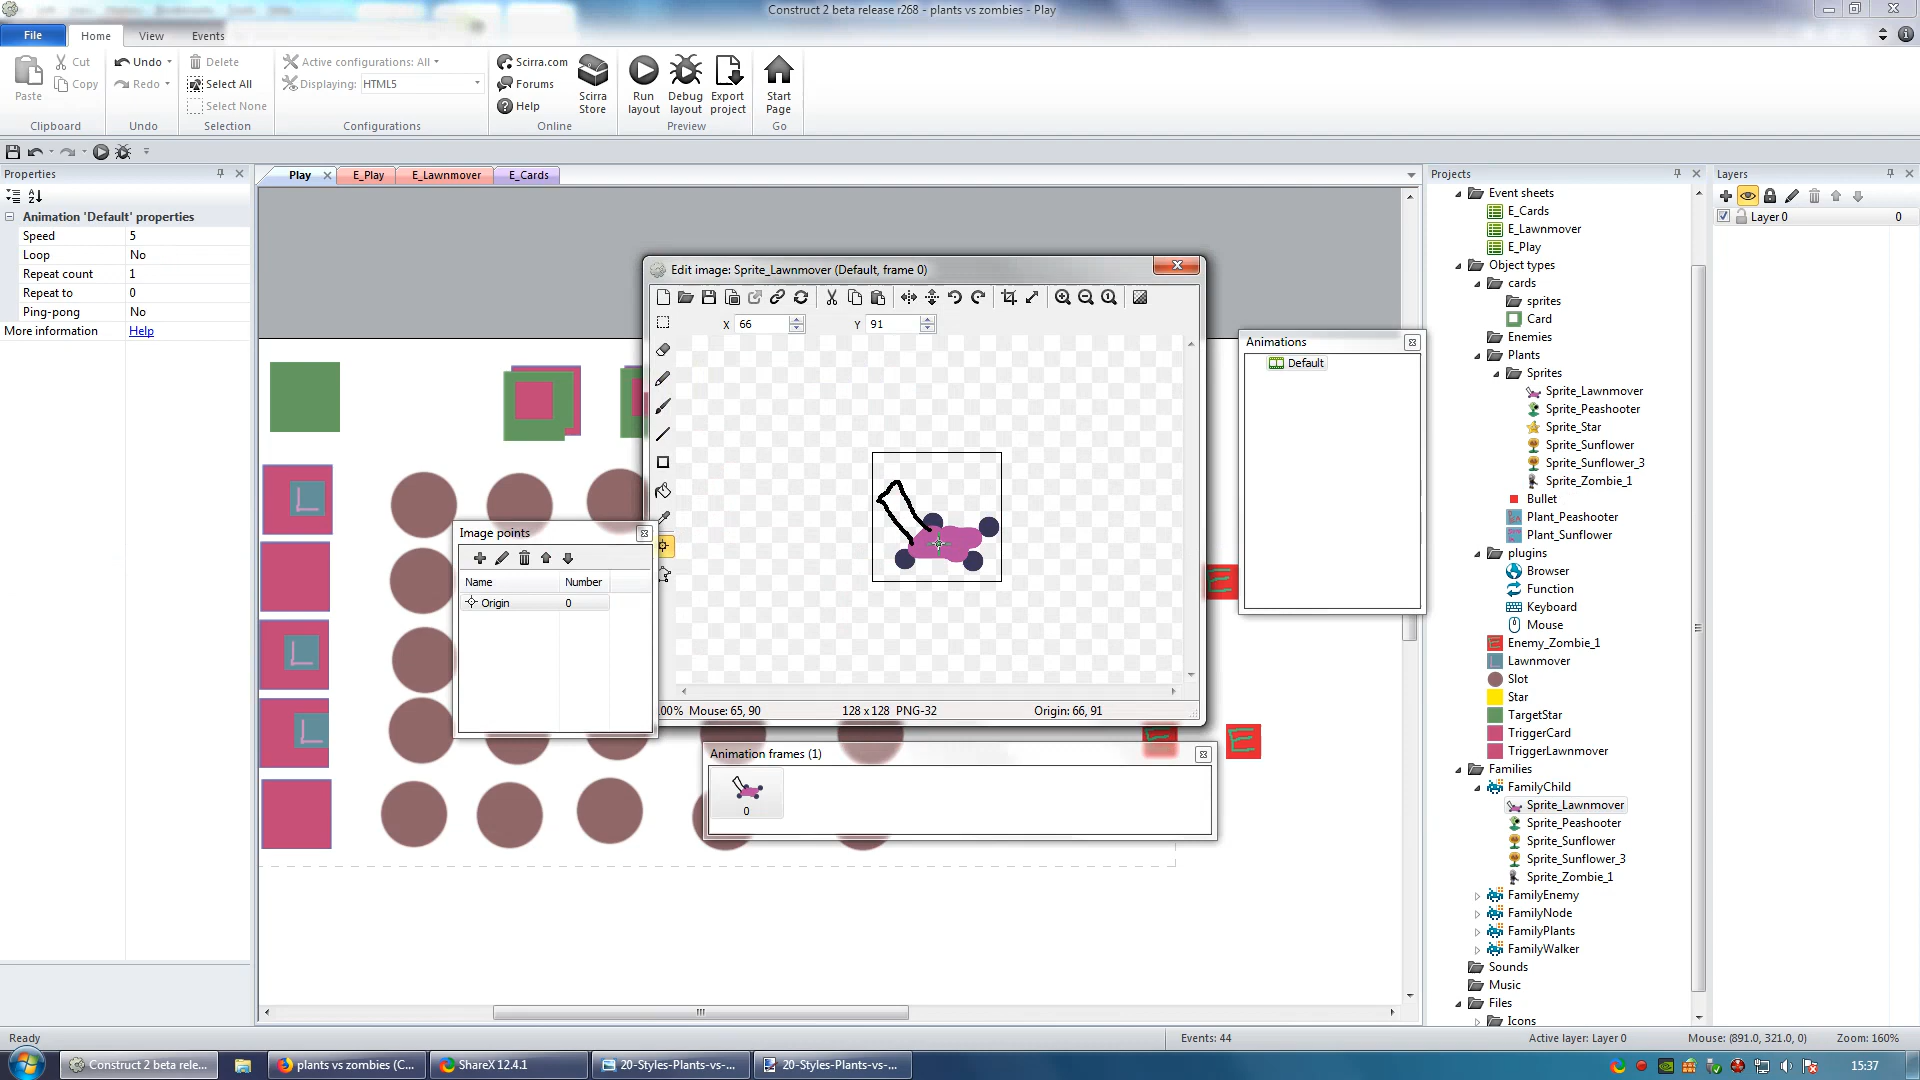 Construct 2 beta release r268 - plants vs zombies - Play
File
Home
View
Events
Paste
Cut
Copy
Clipboard
Undo
Redo
Undo
Delete
Select All
Select None
Selection
Active configurations: All
Displaying: HTML5
Configurations
Scirra.com
Forums
Help
Online
Scirra
Store
Run
layout
Debug
layout
Export
project
Preview
Start
Page
Go
Properties
Animation 'Default' properties
Speed 5
Loop No
Repeat count 1
Repeat to 0
Ping-pong No
More information Help
Play
E_Play
E_Lawnmover
E_Cards
Edit image: Sprite_Lawnmover (Default, frame 0)
X 66
Y 91
Image points
Name Number
Origin 0
Mouse: 65, 90
128 x 128 PNG-32
Origin: 66, 91
Animation frames (1)
0
Animations
Default
Projects
Event sheets
E_Cards
E_Lawnmover
E_Play
Object types
cards
sprites
Card
Enemies
Plants
Sprites
Sprite_Lawnmover
Sprite_Peashooter
Sprite_Star
Sprite_Sunflower
Sprite_Sunflower_3
Sprite_Zombie_1
Bullet
Plant_Peashooter
Plant_Sunflower
plugins
Browser
Function
Keyboard
Mouse
Enemy_Zombie_1
Lawnmover
Slot
Star
TargetStar
TriggerCard
TriggerLawnmover
Families
FamilyChild
Sprite_Lawnmover
Sprite_Peashooter
Sprite_Sunflower
Sprite_Sunflower_3
Sprite_Zombie_1
FamilyEnemy
FamilyNode
FamilyPlants
FamilyWalker
Sounds
Music
Files
Icons
Layers
Layer 0 0
L
L
L
E
E
E
Ready
Events: 44
Active layer: Layer 0
Mouse: (891.0, 321.0, 0)
Zoom: 160%
Construct 2 beta rele...
plants vs zombies (C...
ShareX 12.4.1
20-Styles-Plants-vs-...
20-Styles-Plants-vs-...
15:37